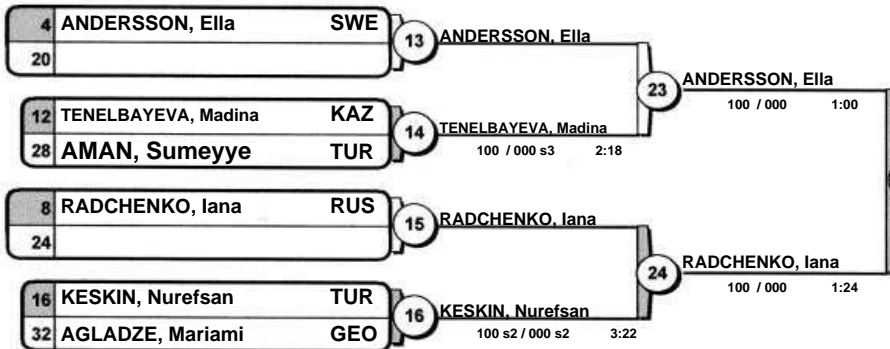 4 ANDERSSON, Ella SWE
20
13
ANDERSSON, Ella
12 TENELBAYEVA, Madina KAZ
28 AMAN, Sumeyye TUR
14
TENELBAYEVA, Madina
100 / 000 s3 2:18
23
ANDERSSON, Ella
100 / 000 1:00
8 RADCHENKO, Iana RUS
24
15
RADCHENKO, Iana
16 KESKIN, Nurefsan TUR
32 AGLADZE, Mariami GEO
16
KESKIN, Nurefsan
100 s2 / 000 s2 3:22
24
RADCHENKO, Iana
100 / 000 1:24